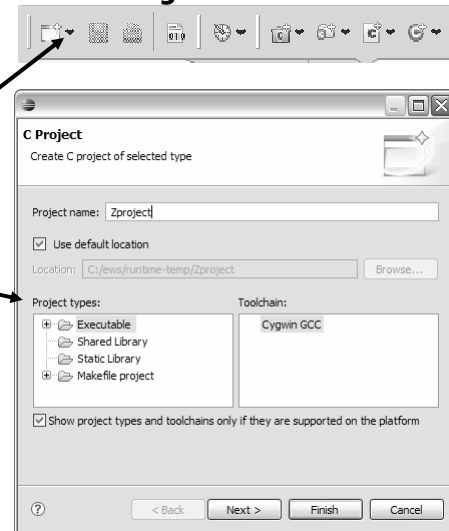 010
C Project
Create C project of selected type
Project name: Zproject
Use default location
Location: C:/ews/runtime-temp/Zproject Browse...
Project types: Toolchain:
Executable Cygwin GCC
Shared Library
Static Library
Makefile project
Show project types and toolchains only if they are supported on the platform
< Back Next > Finish Cancel